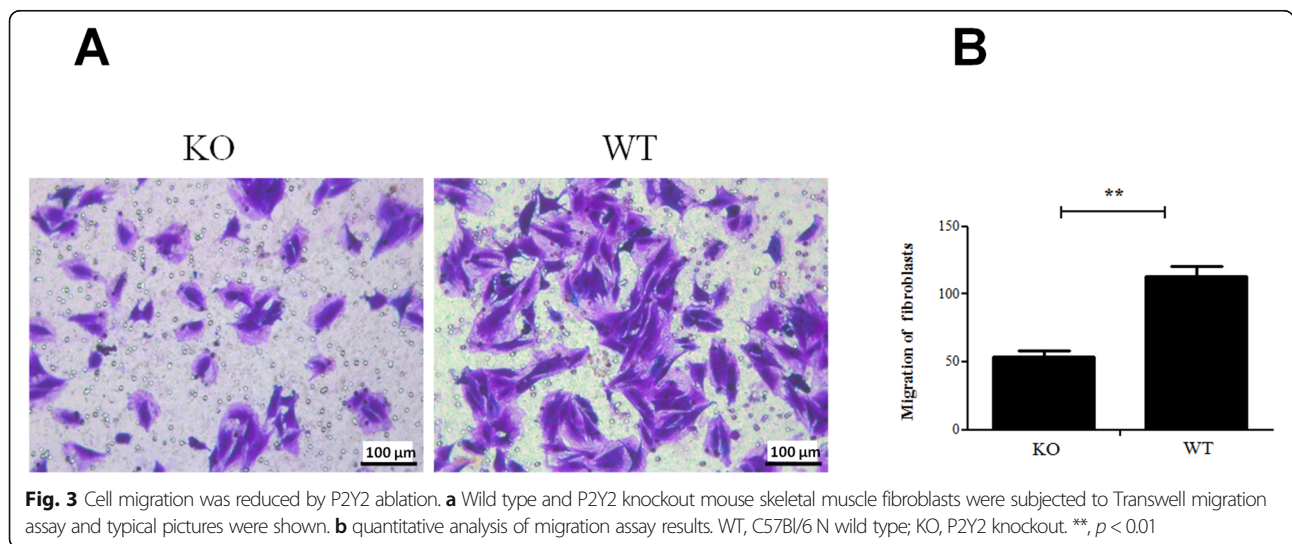 A
B
KO
WT
100 µm
100 µm
**
Migration of fibroblasts
150
100
50
0
KO
WT
Fig. 3 Cell migration was reduced by P2Y2 ablation. a Wild type and P2Y2 knockout mouse skeletal muscle fibroblasts were subjected to Transwell migration
assay and typical pictures were shown. b quantitative analysis of migration assay results. WT, C57Bl/6 N wild type; KO, P2Y2 knockout. **, p < 0.01